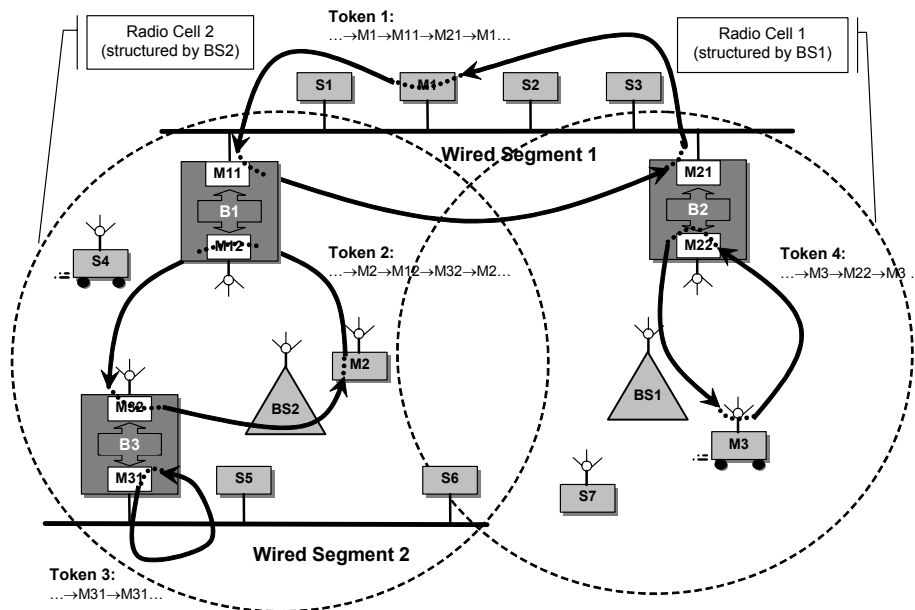 Token 1:
...→M1→M11→M21→M1...
Radio Cell 2
(structured by BS2)
Radio Cell 1
(structured by BS1)
S1
M1
S2
S3
Wired Segment 1
M11
M21
B1
B2
M12
M22
S4
Token 2:
...→M2→M12→M32→M2...
Token 4:
...→M3→M22→M3 ..
M2
BS2
BS1
M32
M3
B3
M31
S5
S6
S7
Wired Segment 2
Token 3:
...→M31→M31...